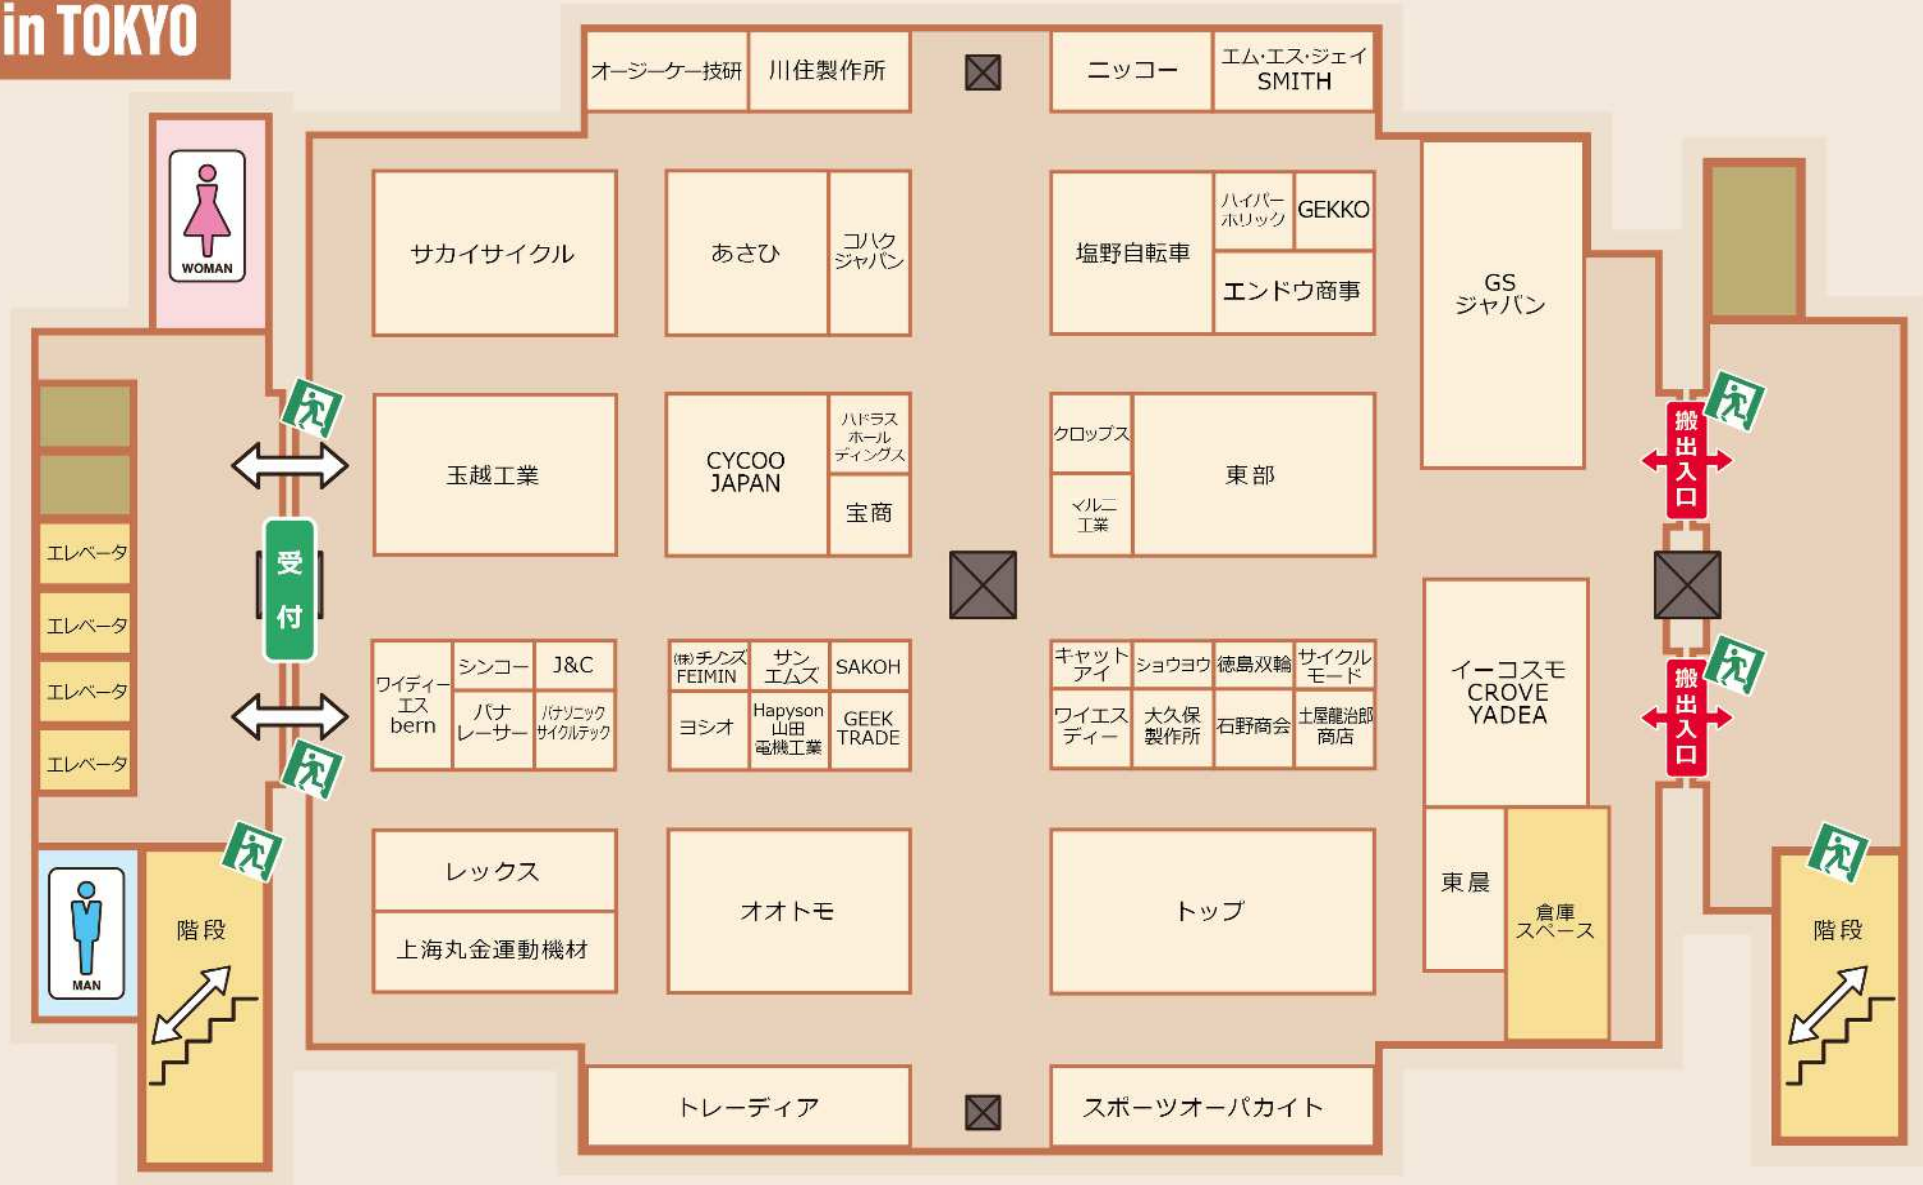 in TOKYO
オージーケー技研
川住製作所
ニッコー
エム・エス・ジェイ
SMITH
WOMAN
サカイサイクル
あさひ
コハク
ジャパン
塩野自転車
ハイパー
ホリック
GEKKO
エンドウ商事
GS
ジャパン
玉越工業
CYCOO
JAPAN
ハドラス
ホール
ディングス
宝商
クロップス
マルニ
工業
東部
搬出入口
エレベータ
エレベータ
エレベータ
エレベータ
受付
ワイディー
エス
bern
シンコー
J&C
パナ
レーサー
パナソニック
サイクルテック
㈱チノンズ
FEIMIN
サン
エムズ
SAKOH
ヨシオ
Hapyson
山田
電機工業
GEEK
TRADE
キャット
アイ
ショウヨウ
徳島双輪
サイクル
モード
ワイエス
ディー
大久保
製作所
石野商会
土屋龍治郎
商店
イーコスモ
CROVE
YADEA
搬出入口
MAN
階段
レックス
上海丸金運動機材
オオトモ
トップ
東晨
倉庫
スペース
階段
トレーディア
スポーツオーパカイト